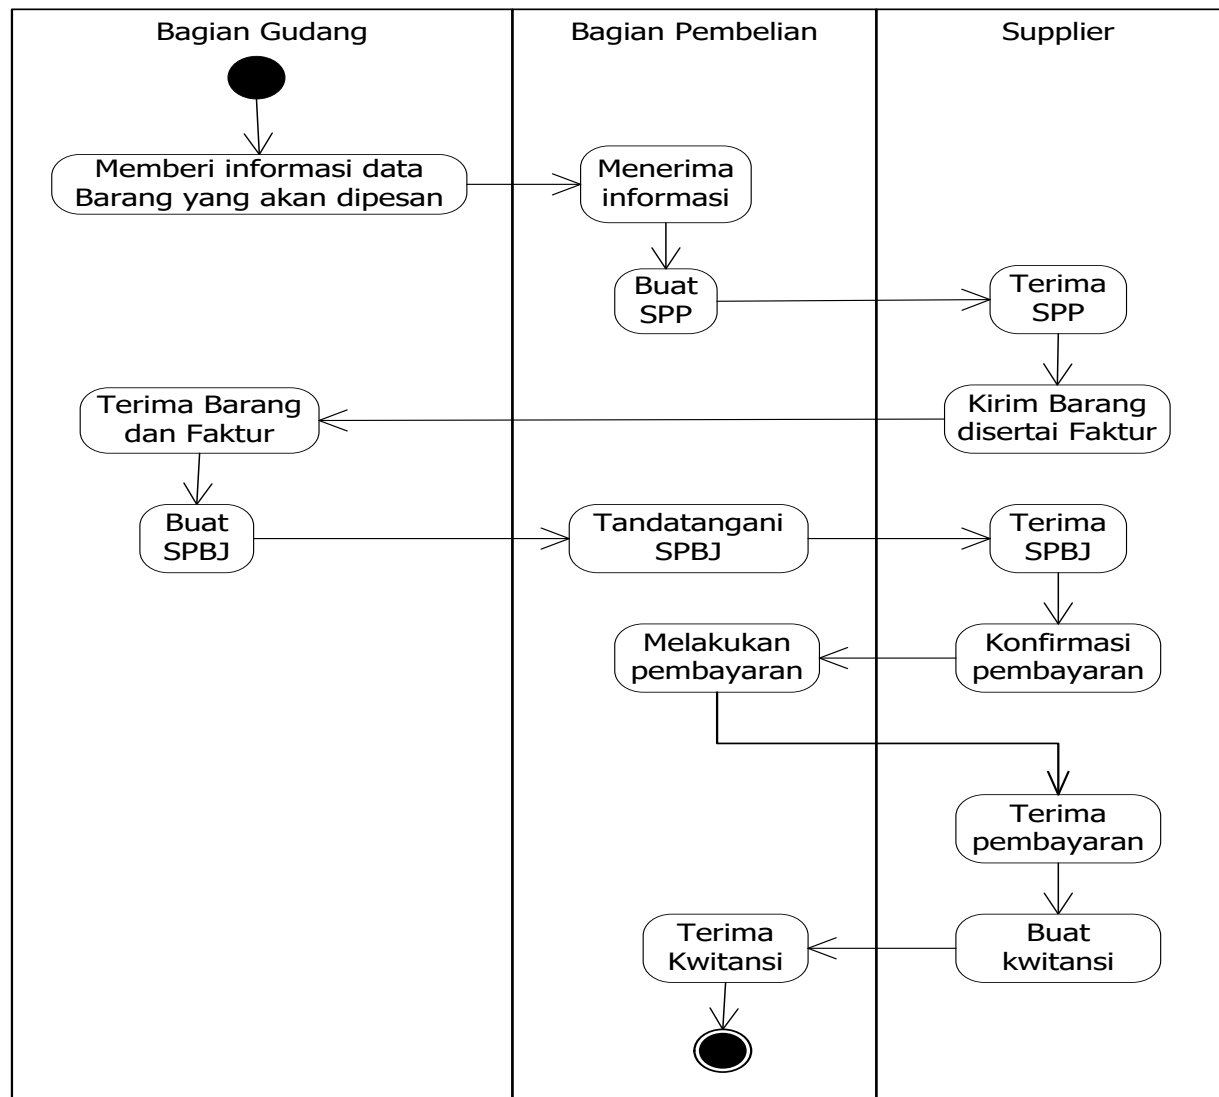 Bagian Gudang
Bagian Pembelian
Supplier
Memberi informasi data
Barang yang akan dipesan
Menerima
informasi
Buat
SPP
Terima
SPP
Kirim Barang
disertai Faktur
Terima Barang
dan Faktur
Buat
SPBJ
Tandatangani
SPBJ
Terima
SPBJ
Konfirmasi
pembayaran
Melakukan
pembayaran
Terima
pembayaran
Buat
kwitansi
Terima
Kwitansi